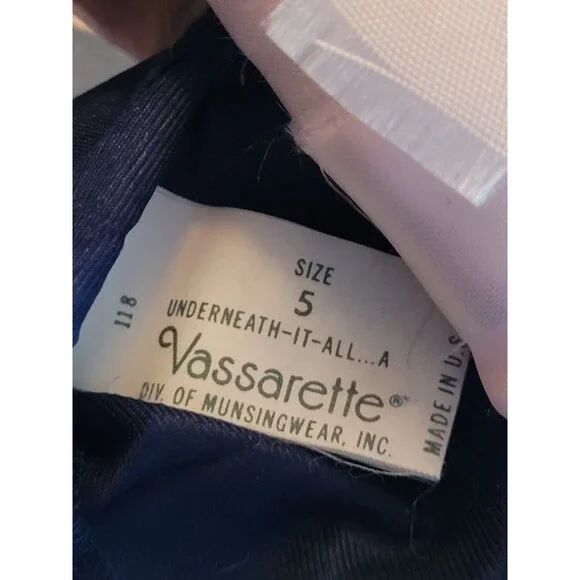 SIZE
5
UNDERNEATH-IT-ALL...A
Vassarette®
DIV. OF MUNSINGWEAR, INC.
118
MADE IN U.S